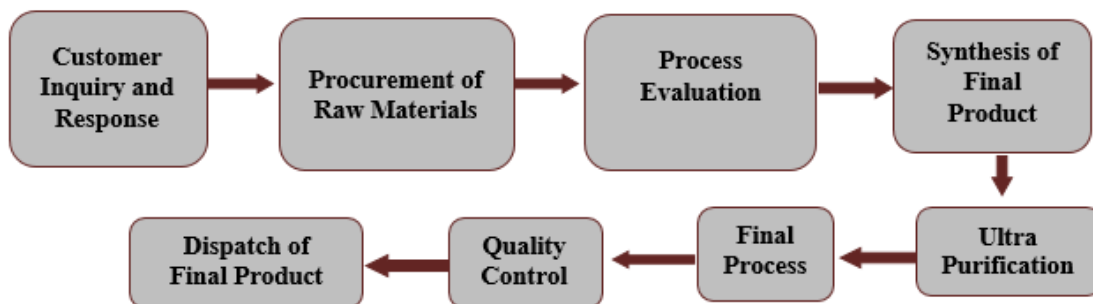 Customer
Inquiry and
Response
Procurement of
Raw Materials
Process
Evaluation
Synthesis of
Final
Product
Ultra
Purification
Final
Process
Quality
Control
Dispatch of
Final Product